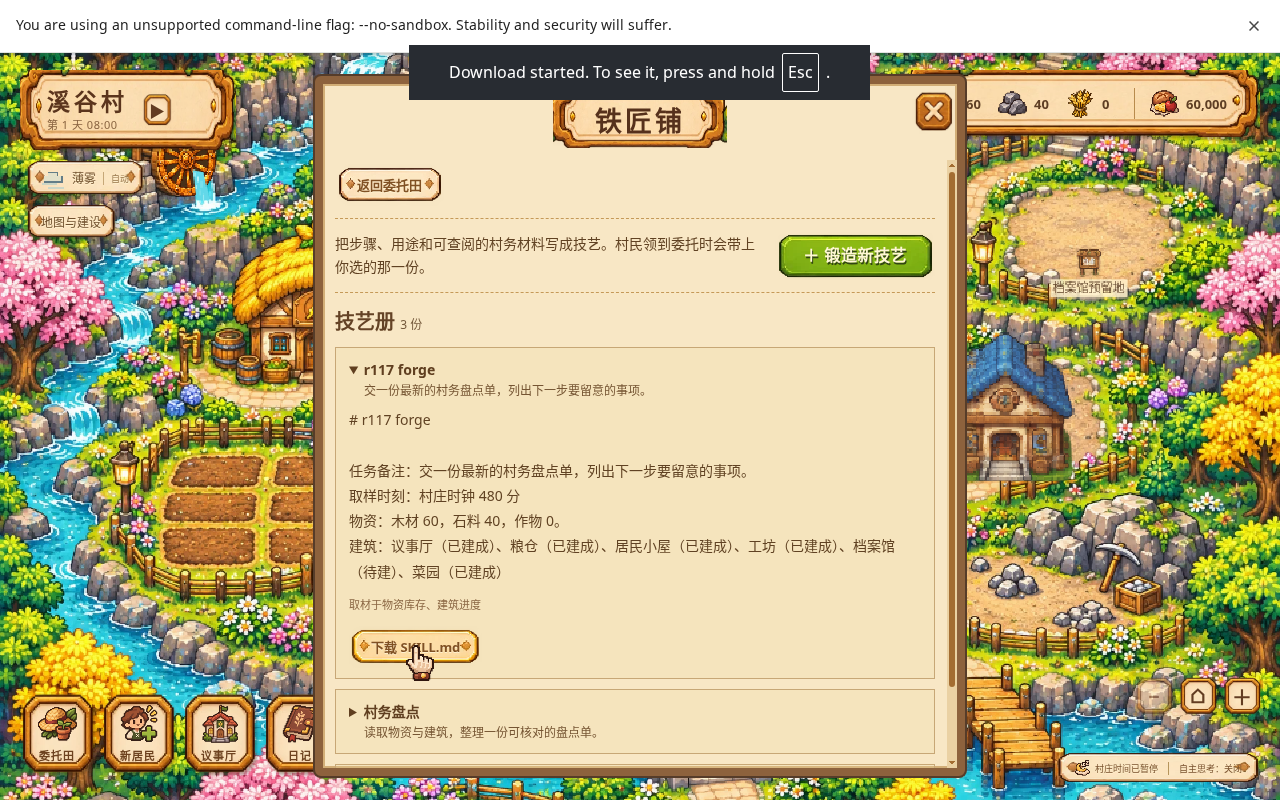 You are using an unsupported command-line flag: --no-sandbox. Stability and security will suffer.
Download started. To see it, press and hold Esc .
溪谷村
第 1 天 08:00
薄雾
自动
地图与建设
铁匠铺
60
40
0
60,000
返回委托田
把步骤、用途和可查阅的村务材料写成技艺。村民领到委托时会带上
你选的那一份。
＋ 锻造新技艺
技艺册 3 份
r117 forge
交一份最新的村务盘点单，列出下一步要留意的事项。
# r117 forge
任务备注：交一份最新的村务盘点单，列出下一步要留意的事项。
取样时刻：村庄时钟 480 分
物资：木材 60，石料 40，作物 0。
建筑：议事厅（已建成）、粮仓（已建成）、居民小屋（已建成）、工坊（已建成）、档案馆
（待建）、菜园（已建成）
取材于物资库存、建筑进度
下载 SKILL.md
村务盘点
读取物资与建筑，整理一份可核对的盘点单。
档案馆预留地
委托田
新居民
议事厅
日记
村庄时间已暂停
自主思考：关闭